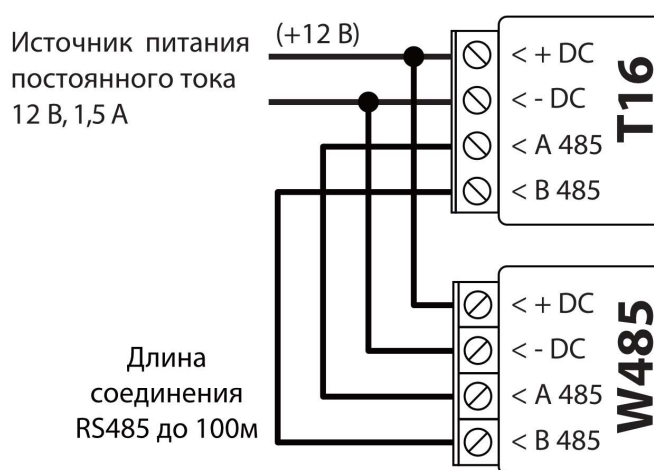 Источник питания
постоянного тока
12 В, 1,5 А
(+12 В)
< + DC
< - DC
< A 485
< B 485
T16
Длина
соединения
RS485 до 100м
< + DC
< - DC
< A 485
< B 485
W485